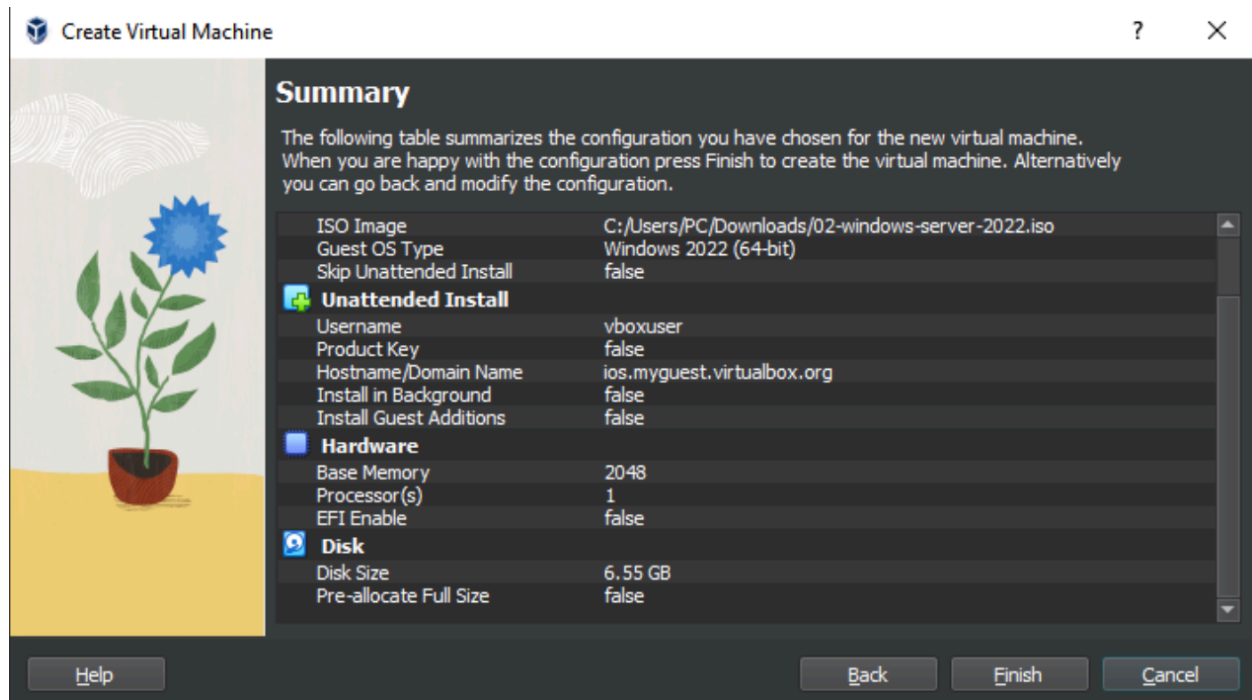 Create Virtual Machine ? ×
Summary
The following table summarizes the configuration you have chosen for the new virtual machine.
When you are happy with the configuration press Finish to create the virtual machine. Alternatively
you can go back and modify the configuration.
ISO Image C:/Users/PC/Downloads/02-windows-server-2022.iso
Guest OS Type Windows 2022 (64-bit)
Skip Unattended Install false
Unattended Install
Username vboxuser
Product Key false
Hostname/Domain Name ios.myguest.virtualbox.org
Install in Background false
Install Guest Additions false
Hardware
Base Memory 2048
Processor(s) 1
EFI Enable false
Disk
Disk Size 6.55 GB
Pre-allocate Full Size false
Help Back Finish Cancel